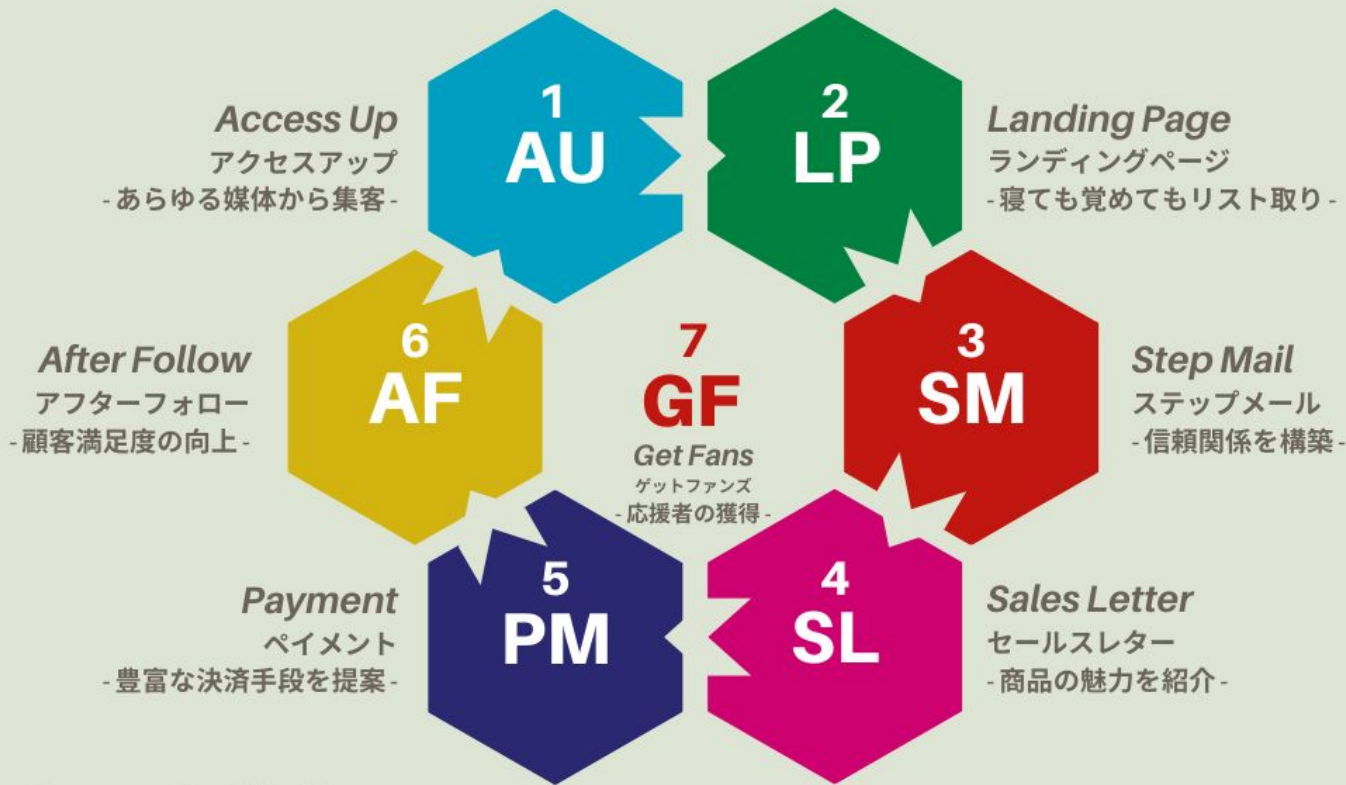 1
AU
Access Up
アクセスアップ
-あらゆる媒体から集客-
2
LP
Landing Page
ランディングページ
-寝ても覚めてもリスト取り-
3
SM
Step Mail
ステップメール
-信頼関係を構築-
4
SL
Sales Letter
セールスレター
-商品の魅力を紹介-
5
PM
Payment
ペイメント
-豊富な決済手段を提案-
6
AF
After Follow
アフターフォロー
-顧客満足度の向上-
7
GF
Get Fans
ゲットファンズ
-応援者の獲得-